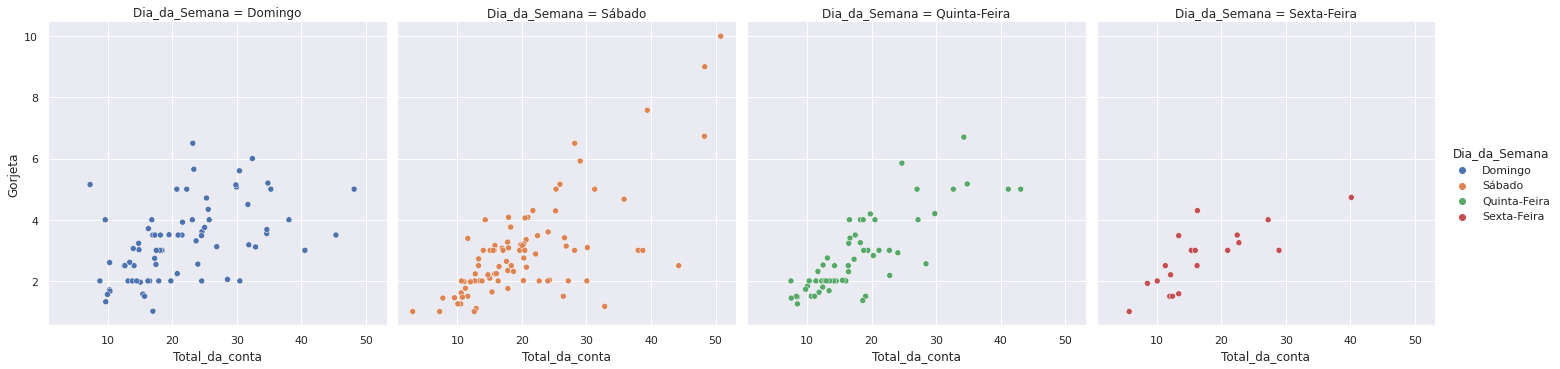 Dia_da_Semana = Domingo
Dia_da_Semana = Sábado
Dia_da_Semana = Quinta-Feira
Dia_da_Semana = Sexta-Feira
10
8
6
4
2
Gorjeta
10 20 30 40 50
10 20 30 40 50
10 20 30 40 50
10 20 30 40 50
Total_da_conta
Total_da_conta
Total_da_conta
Total_da_conta
Dia_da_Semana
Domingo
Sábado
Quinta-Feira
Sexta-Feira